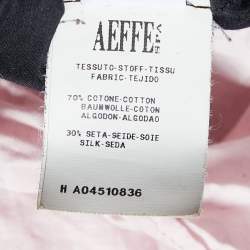 AEFFE SPA
TESSUTO-STOFF-TISSU
FABRIC-TEJIDO
70% COTONE-COTTON
BAUMWOLLE-COTON
ALGODON-ALGODAO
30% SETA-SEIDE-SOIE
SILK-SEDA
H A04510836